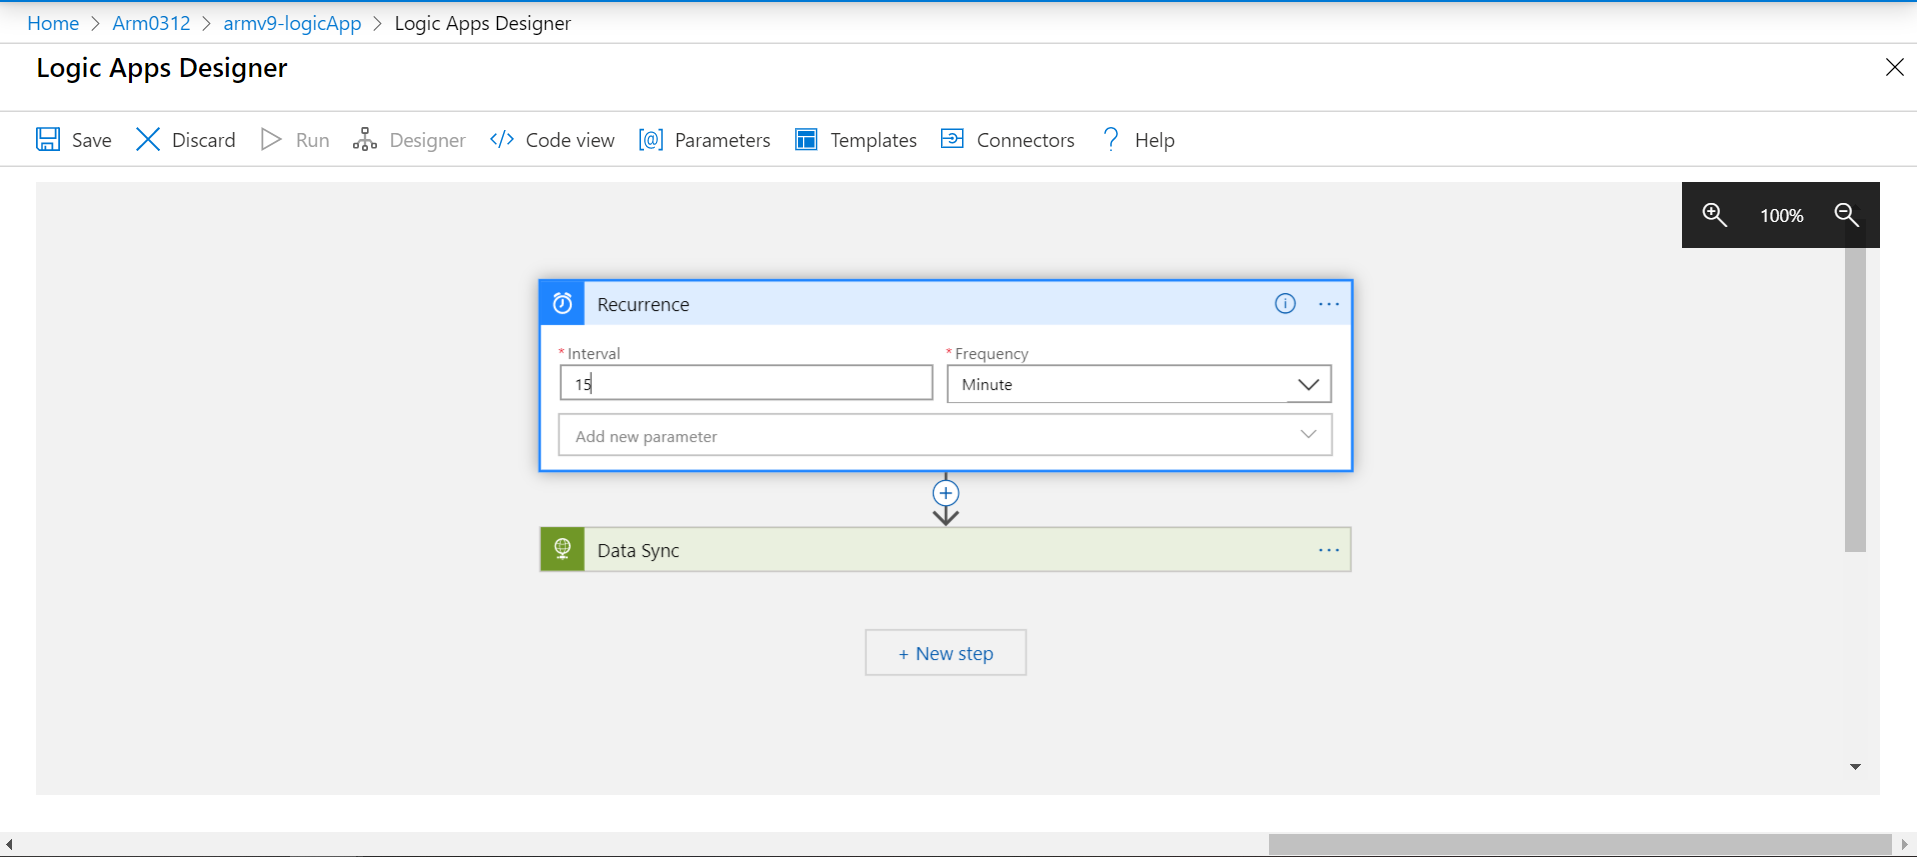 Home > Arm0312 > armv9-logicApp > Logic Apps Designer
Logic Apps Designer
Save Discard Run Designer </> Code view [@] Parameters Templates Connectors ? Help
100%
Recurrence
* Interval * Frequency
15 Minute
Add new parameter
Data Sync
+ New step